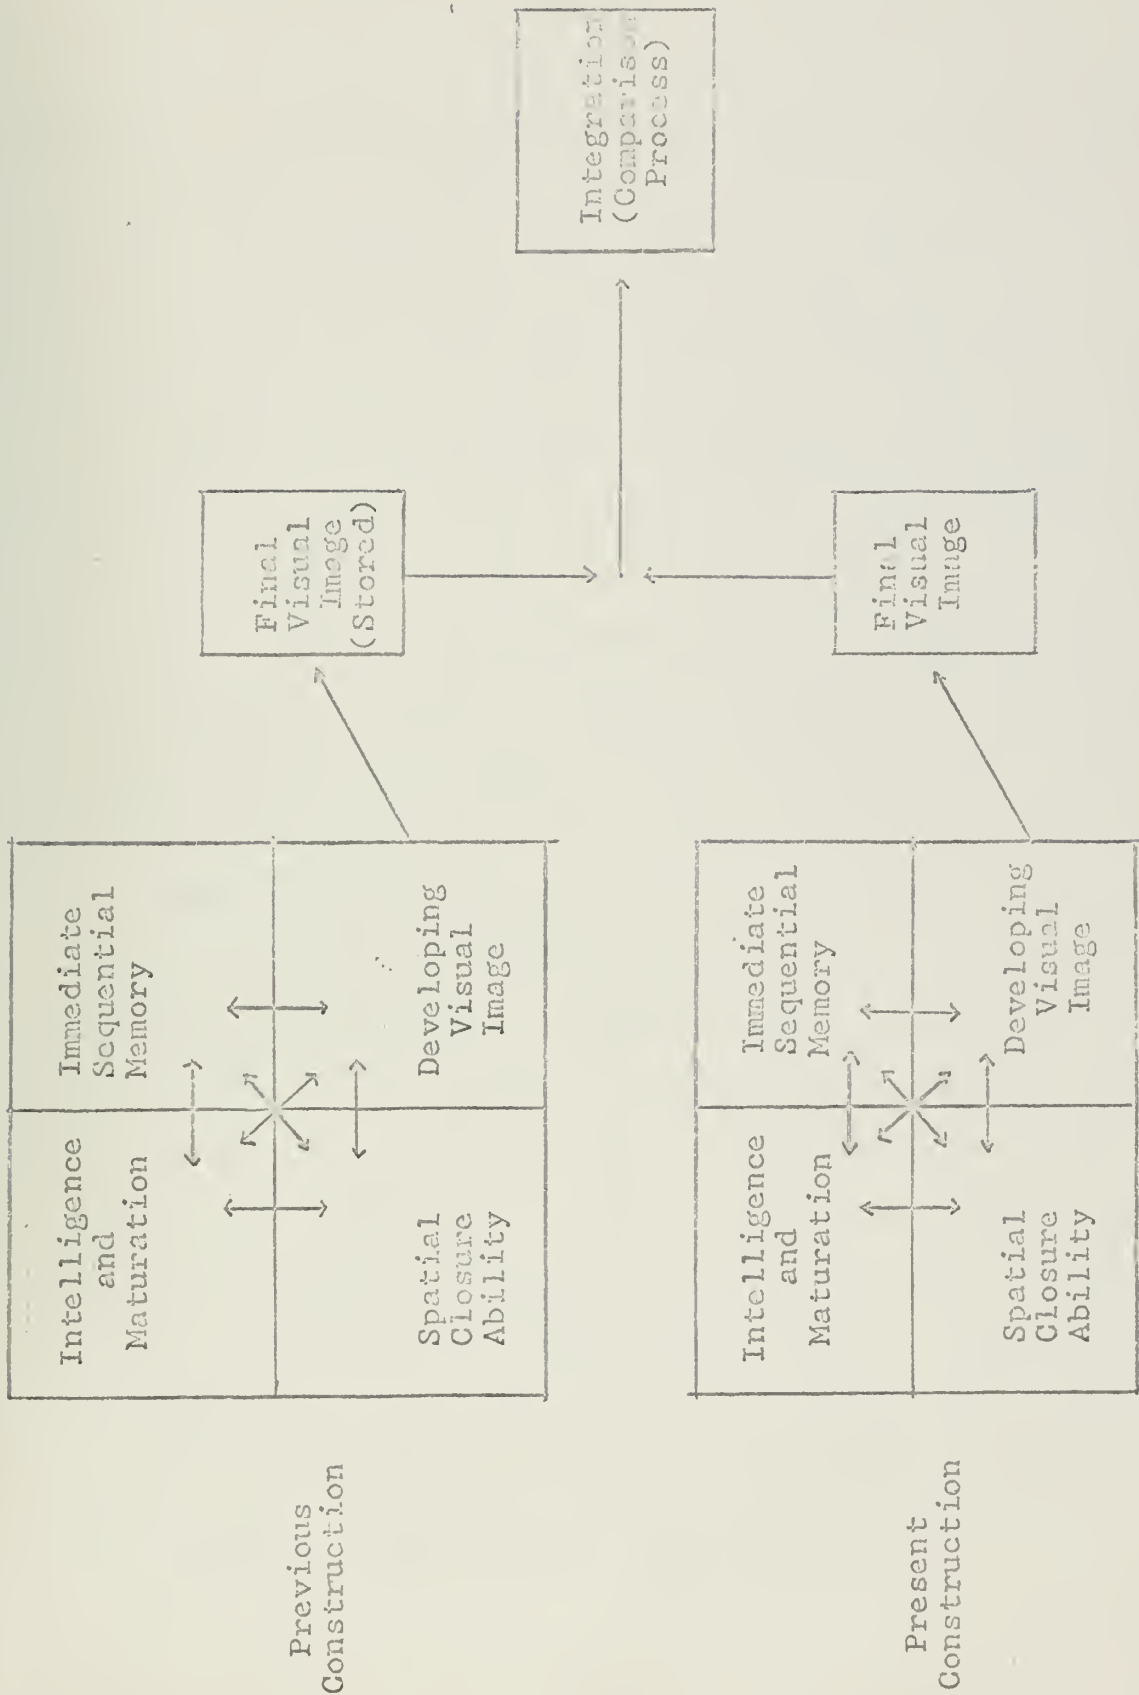 Previous
Construction
Intelligence
and
Maturation
Immediate
Sequential
Memory
Spatial
Closure
Ability
Developing
Visual
Image
Final
Visual
Image
(Stored)
Integration
(Comparison
Process)
Present
Construction
Intelligence
and
Maturation
Immediate
Sequential
Memory
Spatial
Closure
Ability
Developing
Visual
Image
Final
Visual
Image